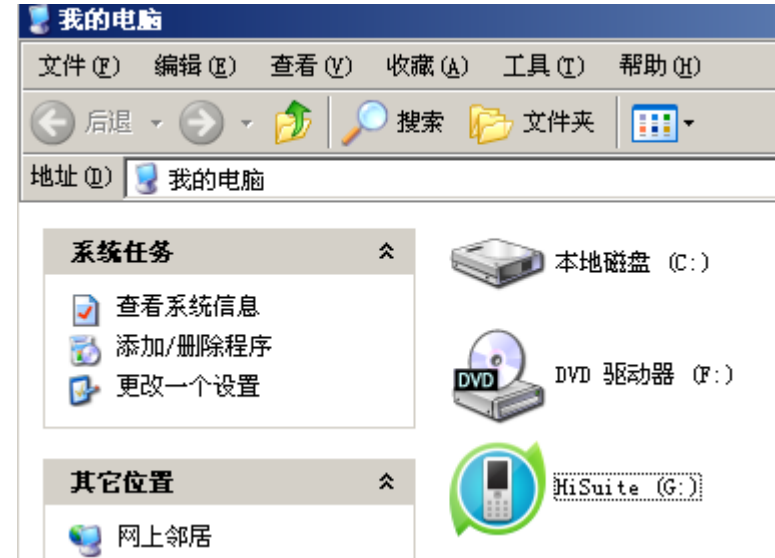 我的电脑
文件(F) 编辑(E) 查看(V) 收藏(A) 工具(T) 帮助(H)
后退 搜索 文件夹
地址(D) 我的电脑
系统任务
查看系统信息
添加/删除程序
更改一个设置
其它位置
网上邻居
本地磁盘 (C:)
DVD
DVD 驱动器 (F:)
HiSuite (G:)